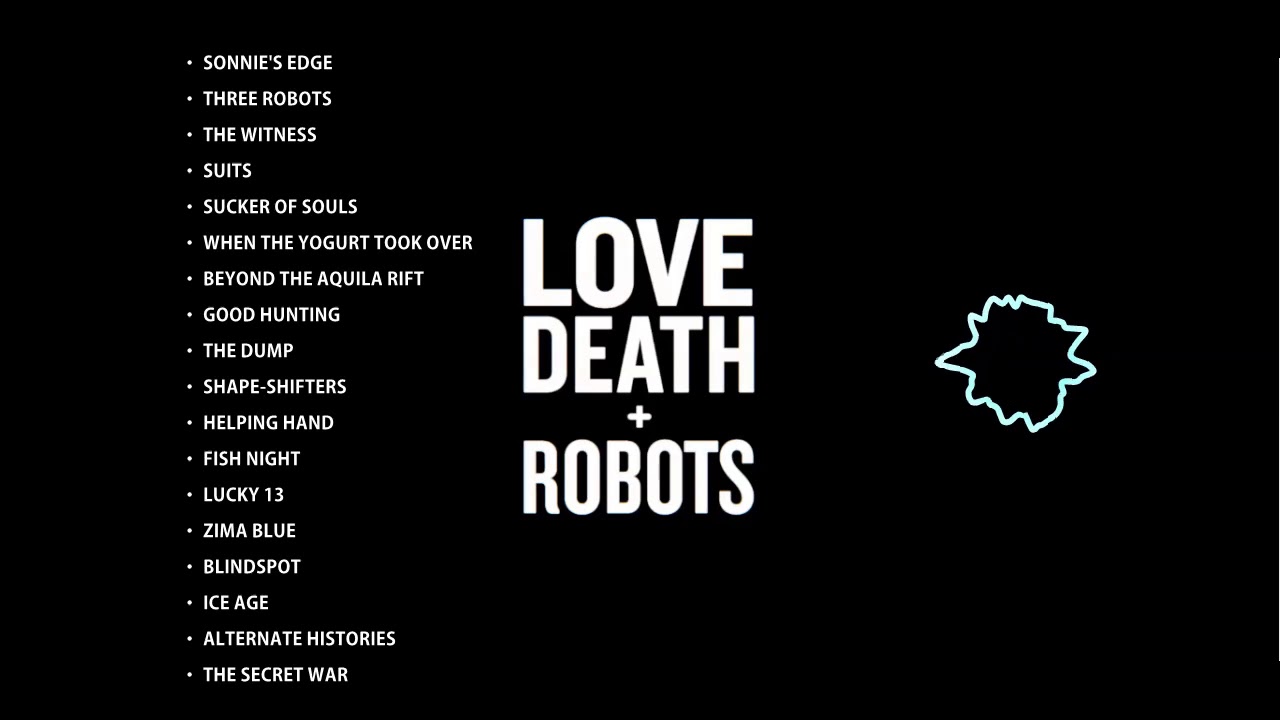 • SONNIE'S EDGE
• THREE ROBOTS
• THE WITNESS
• SUITS
• SUCKER OF SOULS
• WHEN THE YOGURT TOOK OVER
• BEYOND THE AQUILA RIFT
• GOOD HUNTING
• THE DUMP
• SHAPE-SHIFTERS
• HELPING HAND
• FISH NIGHT
• LUCKY 13
• ZIMA BLUE
• BLINDSPOT
• ICE AGE
• ALTERNATE HISTORIES
• THE SECRET WAR
LOVE
DEATH
+
ROBOTS